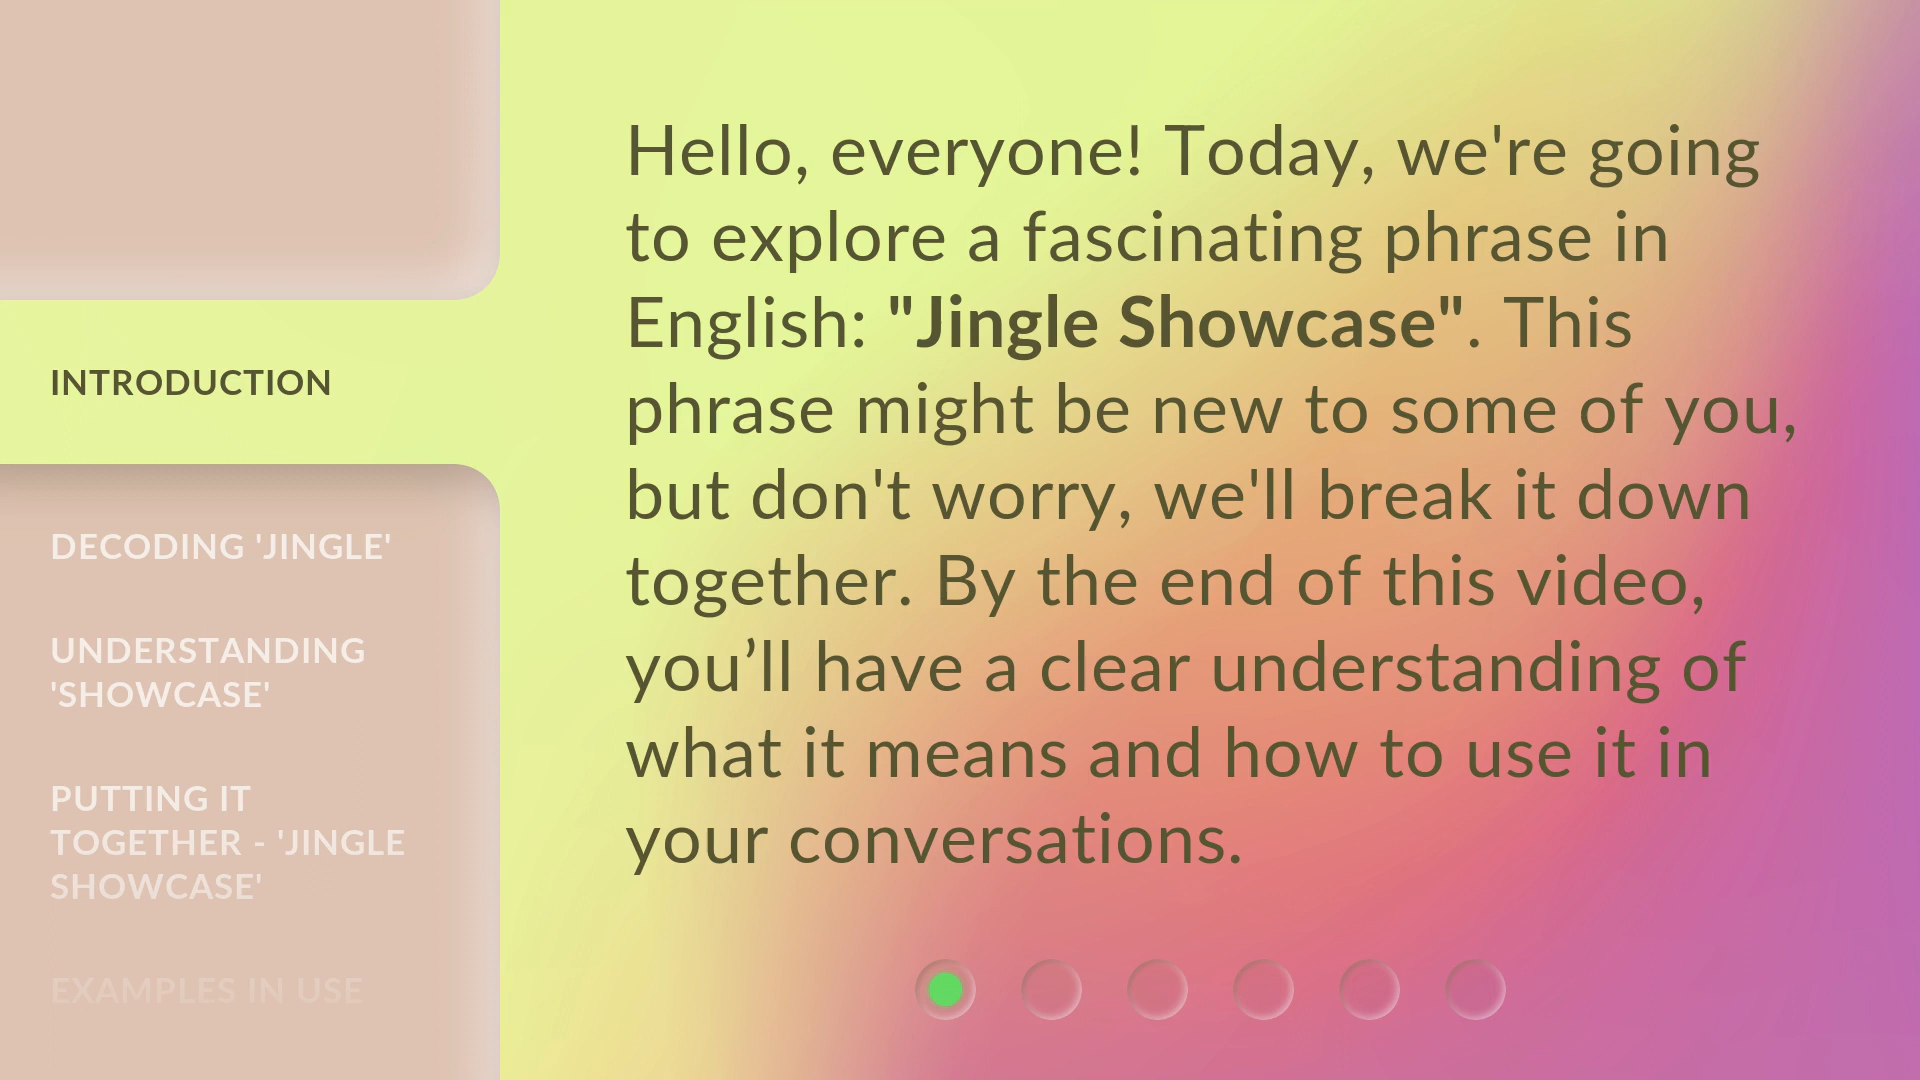 INTRODUCTION
DECODING 'JINGLE'
UNDERSTANDING
'SHOWCASE'
PUTTING IT
TOGETHER - 'JINGLE
SHOWCASE'
EXAMPLES IN USE
Hello, everyone! Today, we're going
to explore a fascinating phrase in
English: "Jingle Showcase". This
phrase might be new to some of you,
but don't worry, we'll break it down
together. By the end of this video,
you’ll have a clear understanding of
what it means and how to use it in
your conversations.